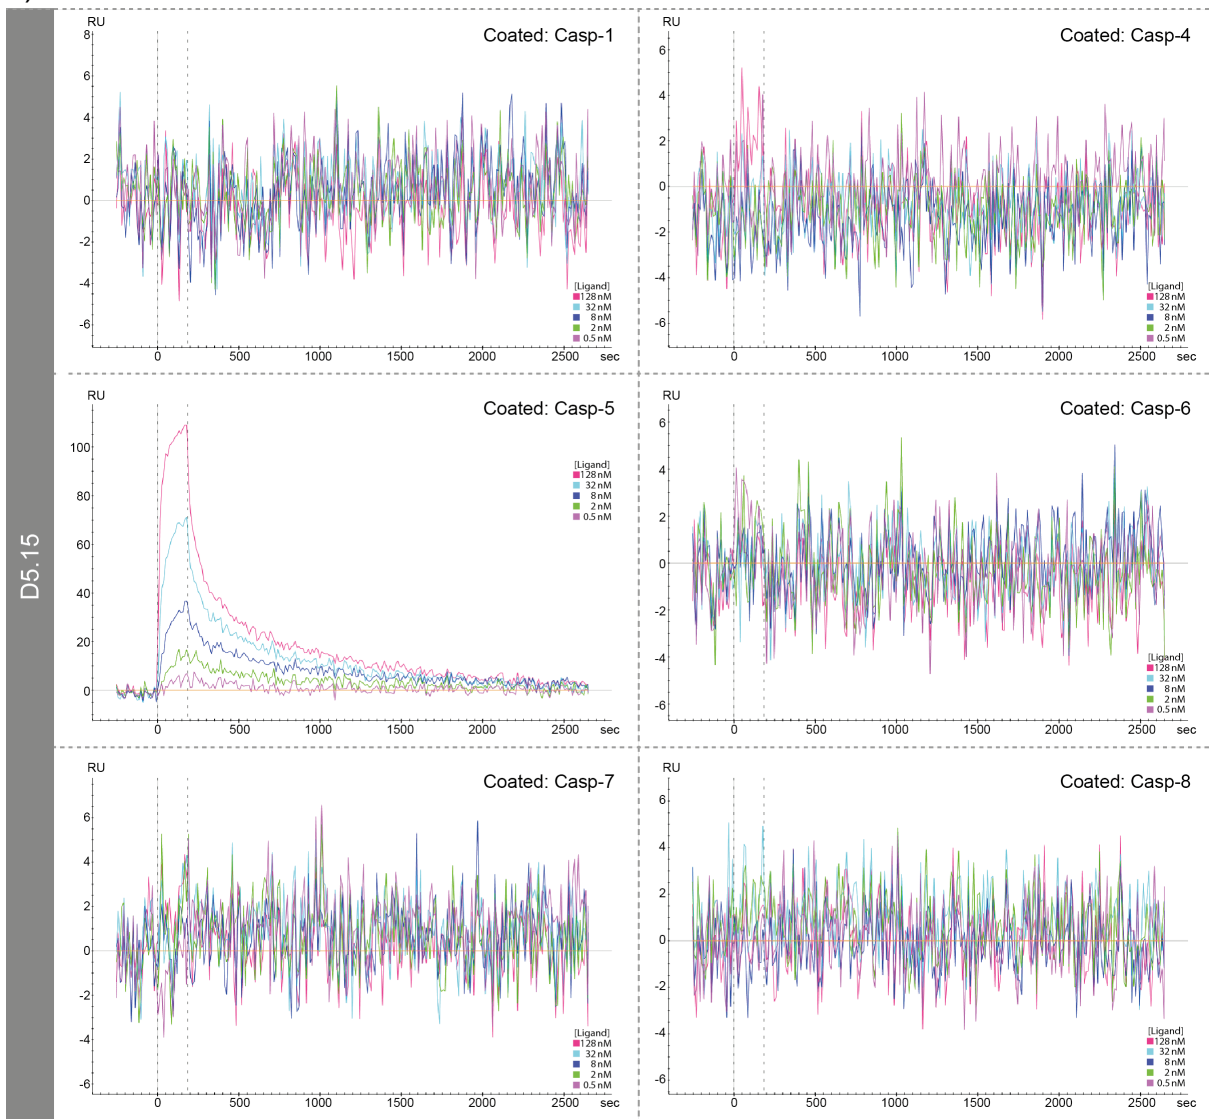 D5.15
RU
Coated: Casp-1
8
6
4
2
0
-2
-4
-6
[Ligand]
128 nM
32 nM
8 nM
2 nM
0.5 nM
0 500 1000 1500 2000 2500 sec
RU
Coated: Casp-4
6
4
2
0
-2
-4
-6
[Ligand]
128 nM
32 nM
8 nM
2 nM
0.5 nM
0 500 1000 1500 2000 2500 sec
RU
Coated: Casp-5
100
80
60
40
20
0
[Ligand]
128 nM
32 nM
8 nM
2 nM
0.5 nM
0 500 1000 1500 2000 2500 sec
RU
Coated: Casp-6
6
4
2
0
-2
-4
-6
[Ligand]
128 nM
32 nM
8 nM
2 nM
0.5 nM
0 500 1000 1500 2000 2500 sec
RU
Coated: Casp-7
6
4
2
0
-2
-4
-6
[Ligand]
128 nM
32 nM
8 nM
2 nM
0.5 nM
0 500 1000 1500 2000 2500 sec
RU
Coated: Casp-8
6
4
2
0
-2
-4
-6
[Ligand]
128 nM
32 nM
8 nM
2 nM
0.5 nM
0 500 1000 1500 2000 2500 sec